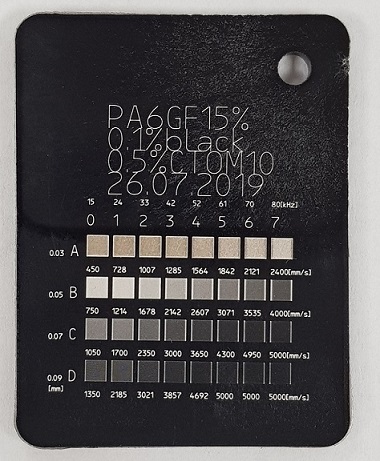 PA6GF15%
0.1%black
0.5%CTOM10
26.07.2019
15 24 33 42 52 61 70 80[kHz]
0 1 2 3 4 5 6 7
0.03 A
450 728 1007 1285 1564 1842 2121 2400[mm/s]
0.05 B
750 1214 1678 2142 2607 3071 3535 4000[mm/s]
0.07 C
1050 1700 2350 3000 3650 4300 4950 5000[mm/s]
0.09 D
[mm]
1350 2185 3021 3857 4692 5000 5000 5000[mm/s]